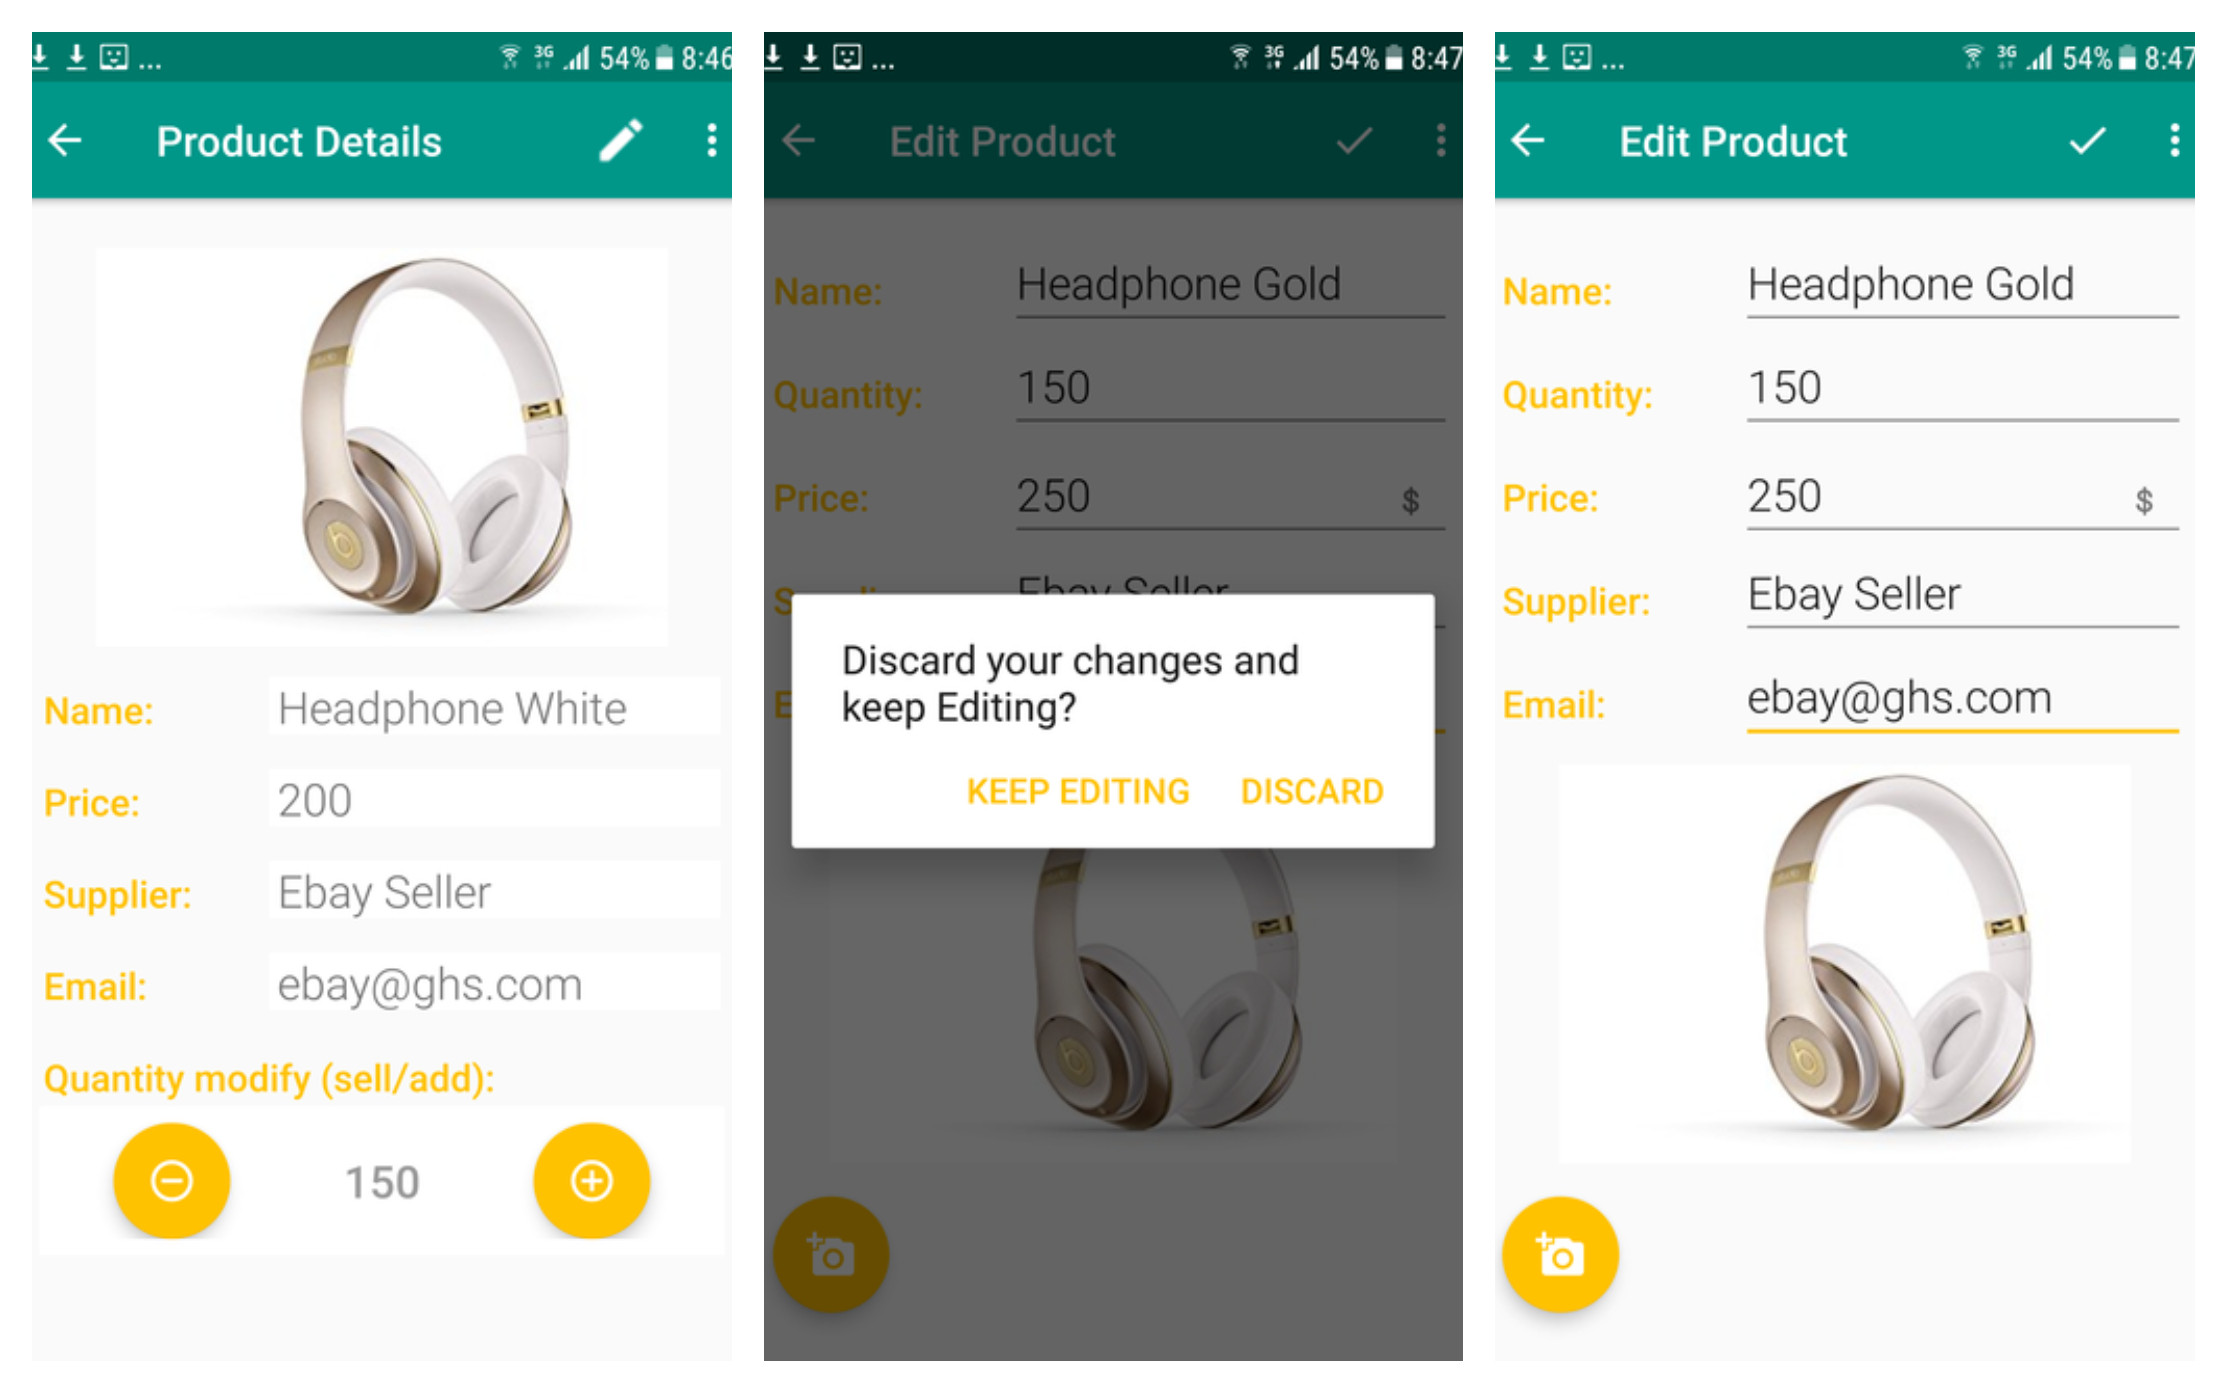 ... 3G 54% 8:46
Product Details
Name: Headphone White
Price: 200
Supplier: Ebay Seller
Email: ebay@ghs.com
Quantity modify (sell/add):
150
... 3G 54% 8:47
Edit Product
Name: Headphone Gold
Quantity: 150
Price: 250 $
Ebay Seller
Discard your changes and
keep Editing?
KEEP EDITING DISCARD
... 3G 54% 8:47
Edit Product
Name: Headphone Gold
Quantity: 150
Price: 250 $
Supplier: Ebay Seller
Email: ebay@ghs.com